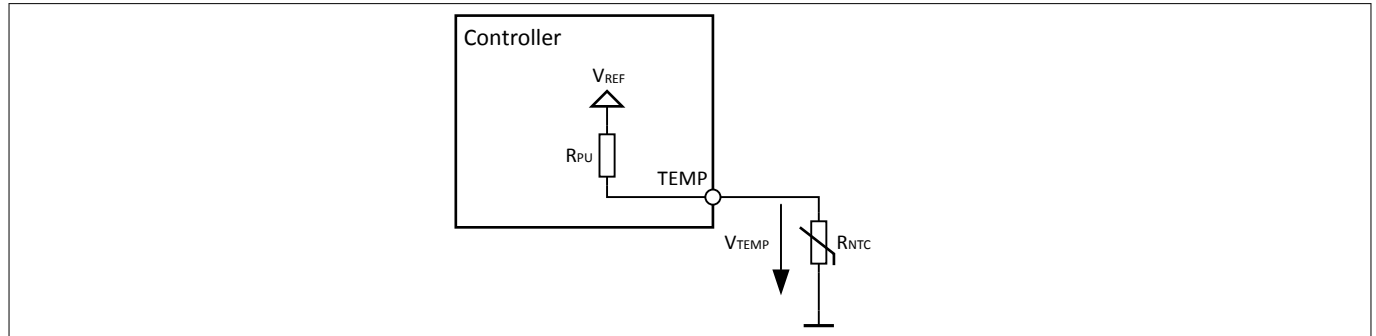 Controller
VREF
RPU
TEMP
VTEMP
RNTC